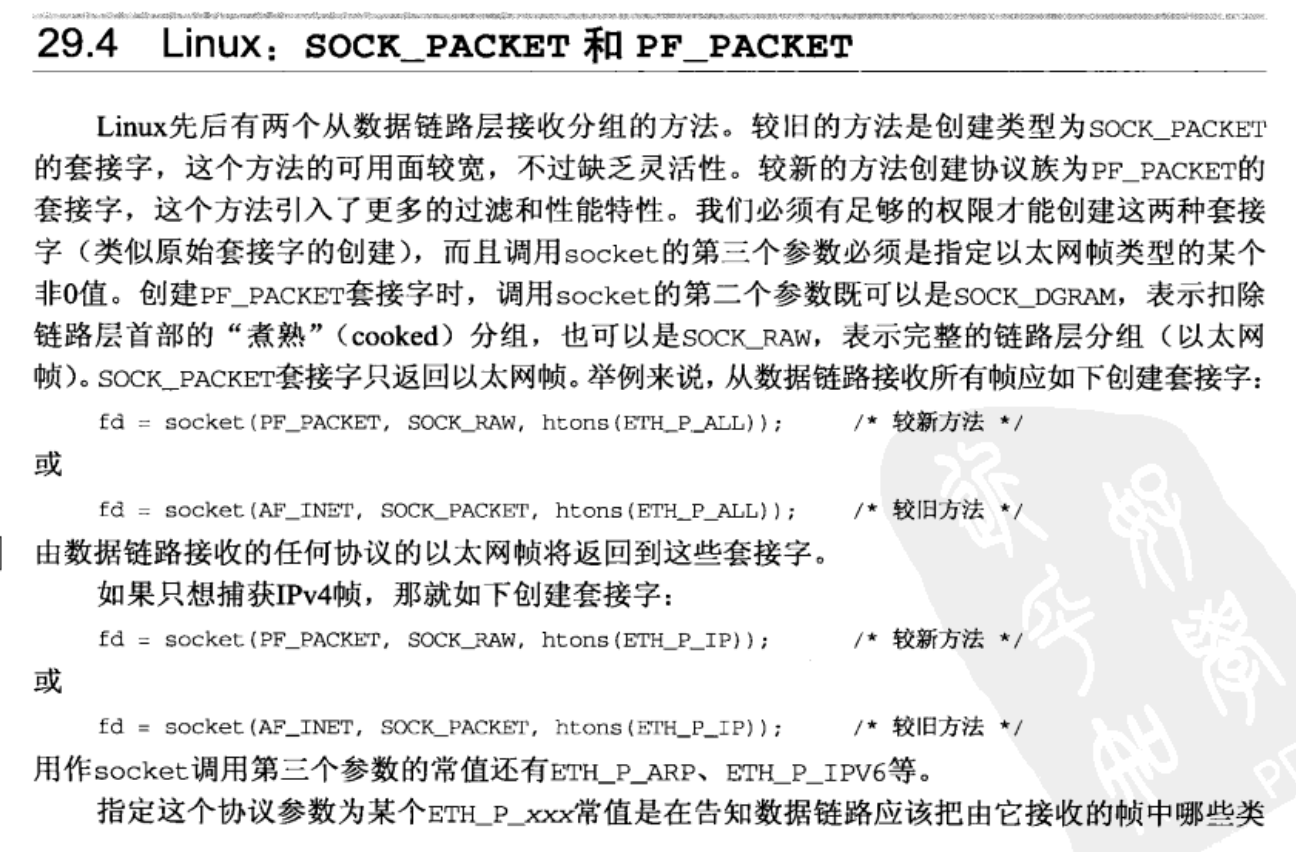 29.4 Linux：SOCK_PACKET 和 PF_PACKET
Linux先后有两个从数据链路层接收分组的方法。较旧的方法是创建类型为SOCK_PACKET
的套接字，这个方法的可用面较宽，不过缺乏灵活性。较新的方法创建协议族为PF_PACKET的
套接字，这个方法引入了更多的过滤和性能特性。我们必须有足够的权限才能创建这两种套接
字（类似原始套接字的创建），而且调用socket的第三个参数必须是指定以太网帧类型的某个
非0值。创建PF_PACKET套接字时，调用socket的第二个参数既可以是SOCK_DGRAM，表示扣除
链路层首部的“煮熟”（cooked）分组，也可以是SOCK_RAW，表示完整的链路层分组（以太网
帧）。SOCK_PACKET套接字只返回以太网帧。举例来说，从数据链路接收所有帧应如下创建套接字：
fd = socket(PF_PACKET, SOCK_RAW, htons(ETH_P_ALL)); /* 较新方法 */
或
fd = socket(AF_INET, SOCK_PACKET, htons(ETH_P_ALL)); /* 较旧方法 */
由数据链路接收的任何协议的以太网帧将返回到这些套接字。
如果只想捕获IPv4帧，那就如下创建套接字：
fd = socket(PF_PACKET, SOCK_RAW, htons(ETH_P_IP)); /* 较新方法 */
或
fd = socket(AF_INET, SOCK_PACKET, htons(ETH_P_IP)); /* 较旧方法 */
用作socket调用第三个参数的常值还有ETH_P_ARP、ETH_P_IPV6等。
指定这个协议参数为某个ETH_P_xxx常值是在告知数据链路应该把由它接收的帧中哪些类